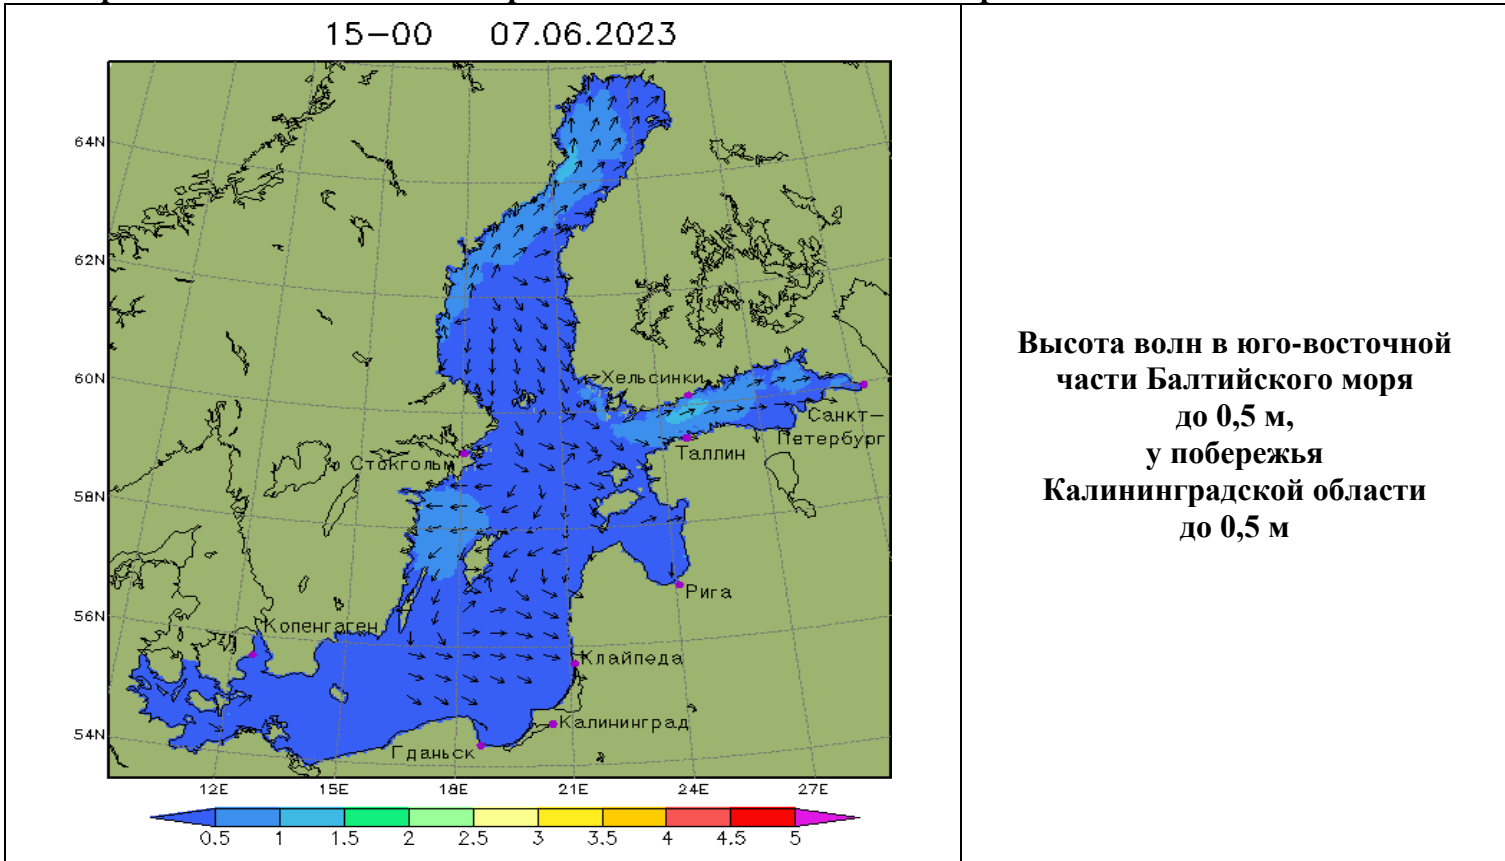 15-00 07.06.2023
64N
62N
60N
58N
56N
54N
Хельсинки
Санкт-
Петербург
Таллин
Стокгольм
Рига
Копенгаген
Клайпеда
Калининград
Гданьск
12E 15E 18E 21E 24E 27E
0.5 1 1.5 2 2.5 3 3.5 4 4.5 5
Высота волн в юго-восточной
части Балтийского моря
до 0,5 м,
у побережья
Калининградской области
до 0,5 м